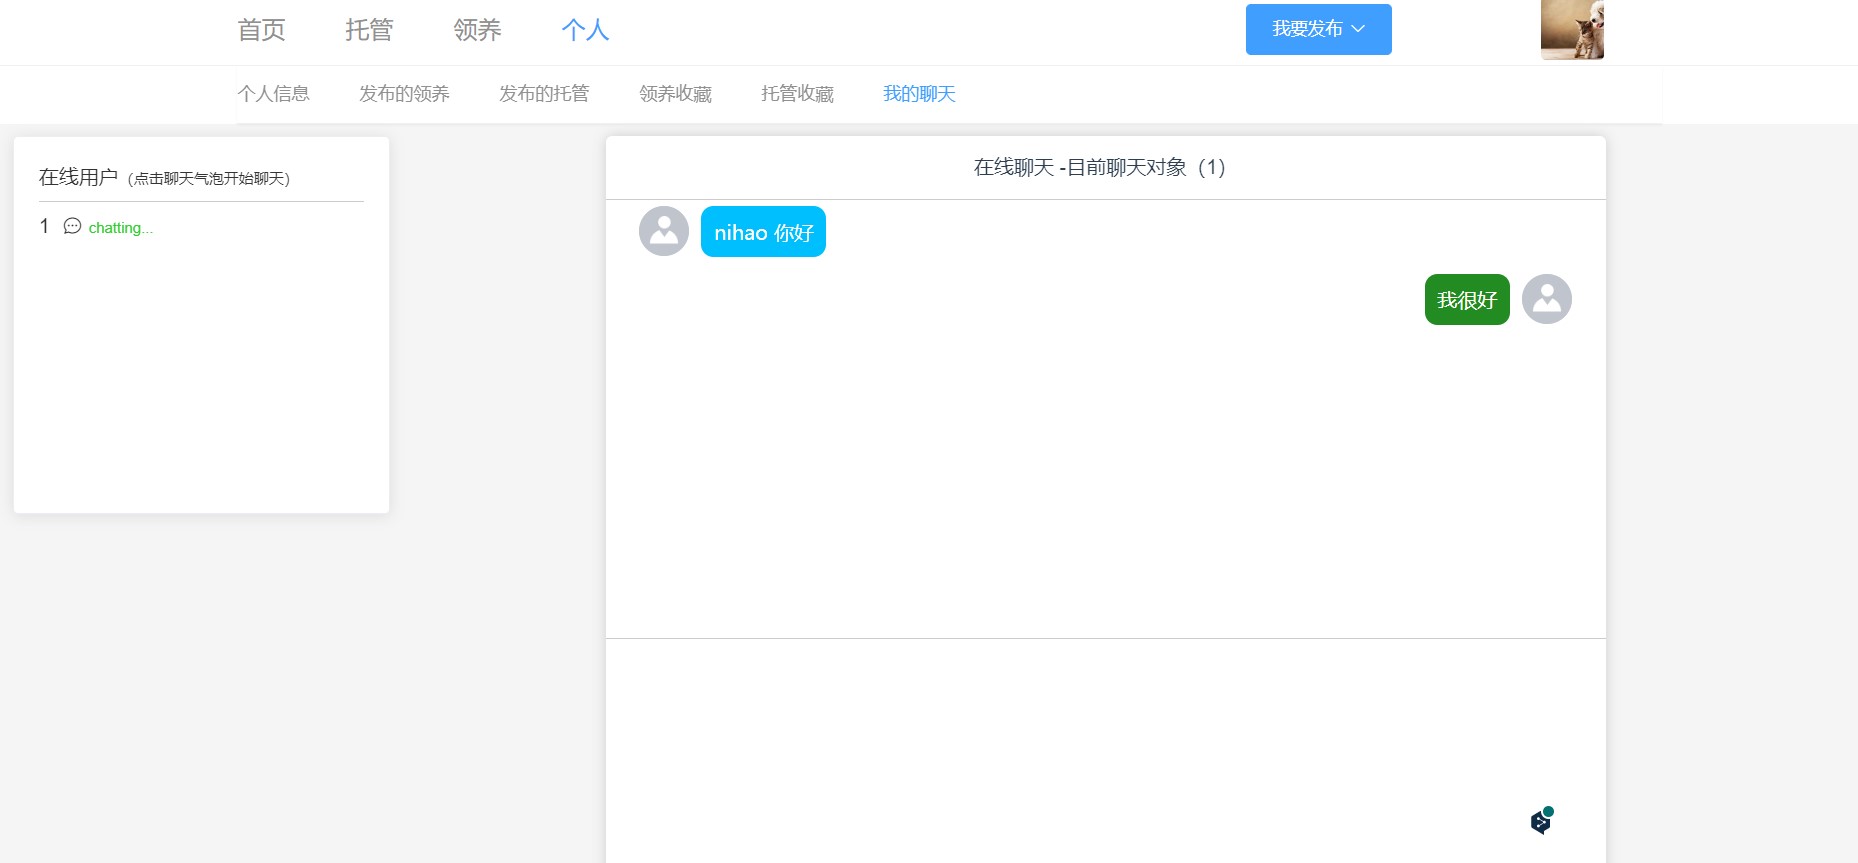 首页 托管 领养 个人 我要发布
个人信息 发布的领养 发布的托管 领养收藏 托管收藏 我的聊天
在线用户（点击聊天气泡开始聊天）
1 chatting...
在线聊天 -目前聊天对象（1）
nihao 你好
我很好